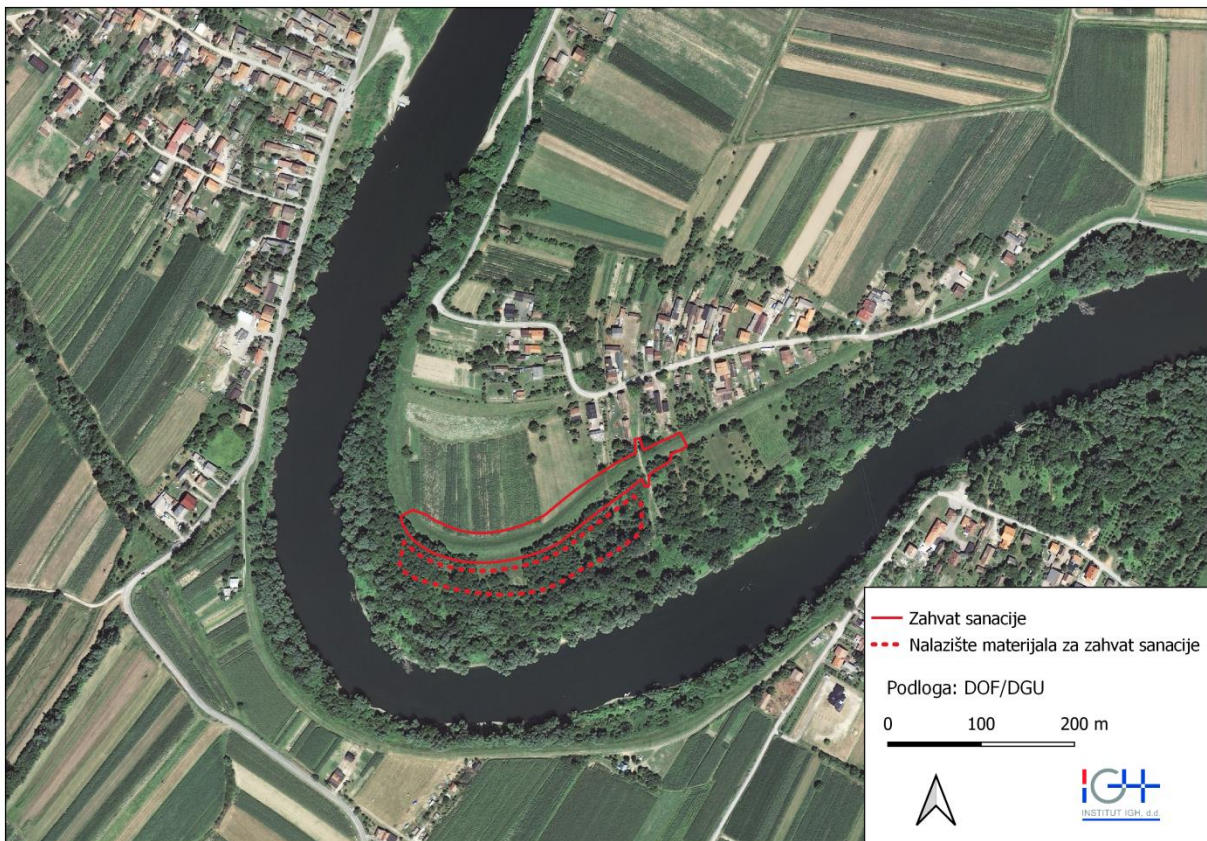 Zahvat sanacije
Nalazište materijala za zahvat sanacije
Podloga: DOF/DGU
0 100 200 m
IGH
INSTITUT IGH, d.d.